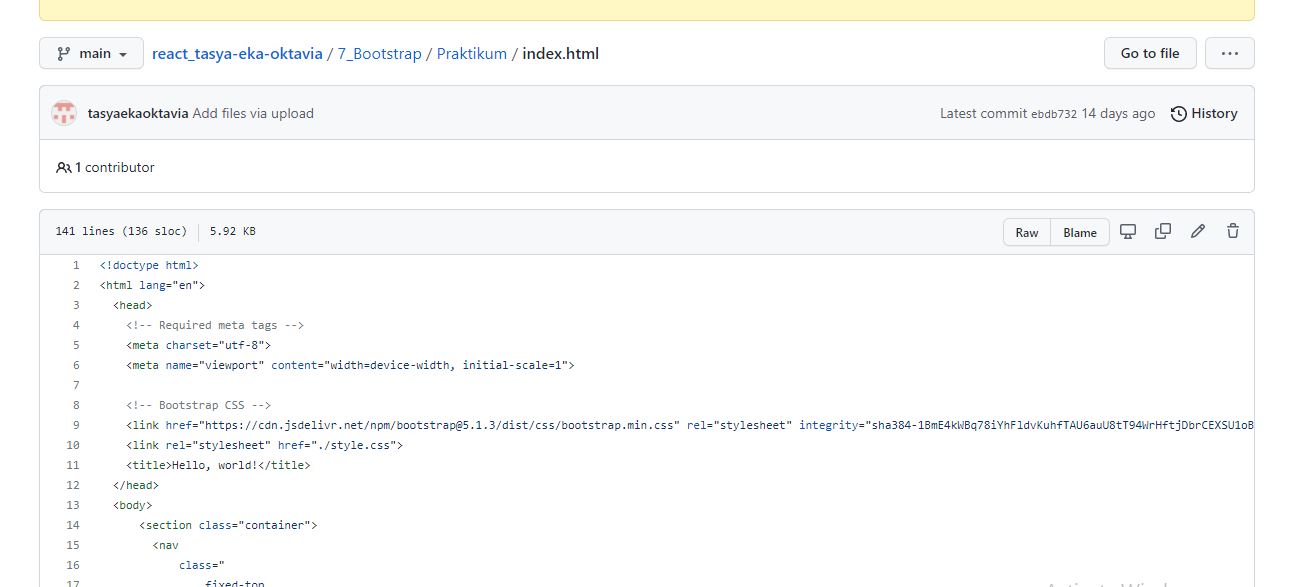 main
react_tasya-eka-oktavia / 7_Bootstrap / Praktikum / index.html
Go to file
...
tasyaekaoktavia Add files via upload
Latest commit ebdb732 14 days ago
History
1 contributor
141 lines (136 sloc) | 5.92 KB
Raw
Blame
1 <!doctype html>
2 <html lang="en">
3 <head>
4 <!-- Required meta tags -->
5 <meta charset="utf-8">
6 <meta name="viewport" content="width=device-width, initial-scale=1">
7
8 <!-- Bootstrap CSS -->
9 <link href="https://cdn.jsdelivr.net/npm/bootstrap@5.1.3/dist/css/bootstrap.min.css" rel="stylesheet" integrity="sha384-1BmE4kWBq78iYhFldvKuhfTAU6auU8tT94WrHftjDbrCEXSU1oB
10 <link rel="stylesheet" href="./style.css">
11 <title>Hello, world!</title>
12 </head>
13 <body>
14 <section class="container">
15 <nav
16 class="
17 fixed-top